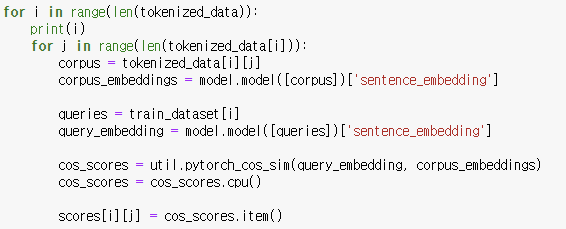 for i in range(len(tokenized_data)):
    print(i)
    for j in range(len(tokenized_data[i])):
        corpus = tokenized_data[i][j]
        corpus_embeddings = model.model([corpus])['sentence_embedding']

        queries = train_dataset[i]
        query_embedding = model.model([queries])['sentence_embedding']

        cos_scores = util.pytorch_cos_sim(query_embedding, corpus_embeddings)
        cos_scores = cos_scores.cpu()

        scores[i][j] = cos_scores.item()